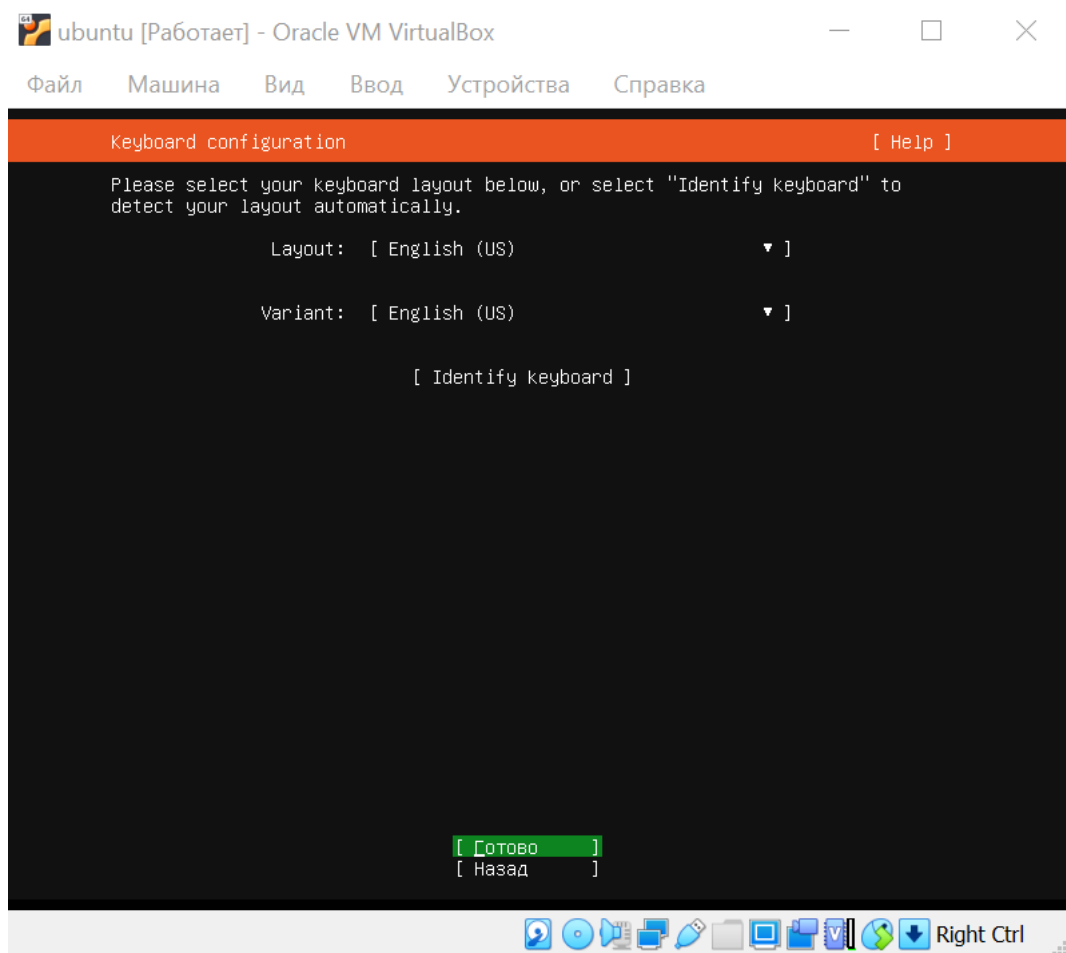 ubuntu [Работает] - Oracle VM VirtualBox
Файл Машина Вид Ввод Устройства Справка
Keyboard configuration [ Help ]
Please select your keyboard layout below, or select "Identify keyboard" to
detect your layout automatically.
Layout: [ English (US) ▾ ]
Variant: [ English (US) ▾ ]
[ Identify keyboard ]
[ Готово ]
[ Назад ]
Right Ctrl